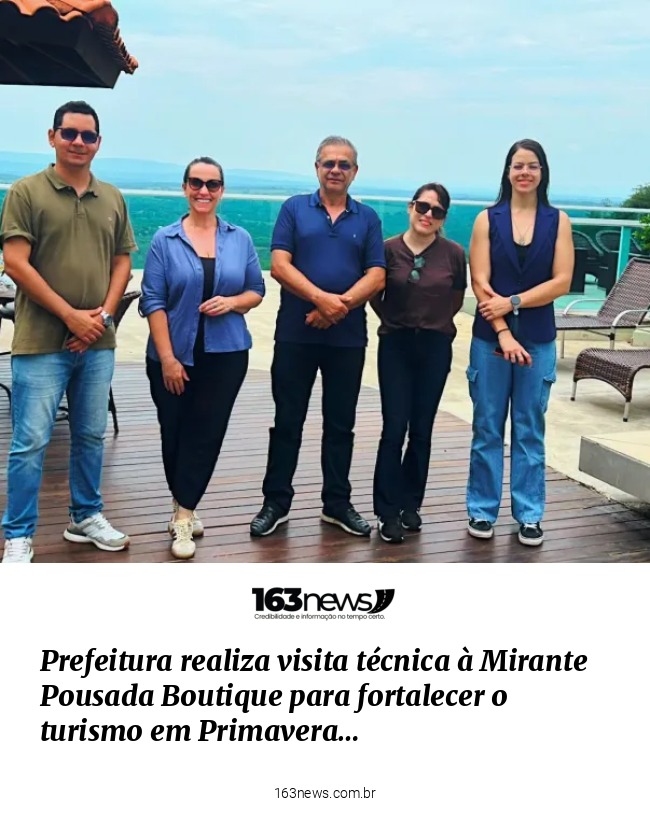 163news
Credibilidade e informação no tempo certo.
Prefeitura realiza visita técnica à Mirante
Pousada Boutique para fortalecer o
turismo em Primavera...
163news.com.br